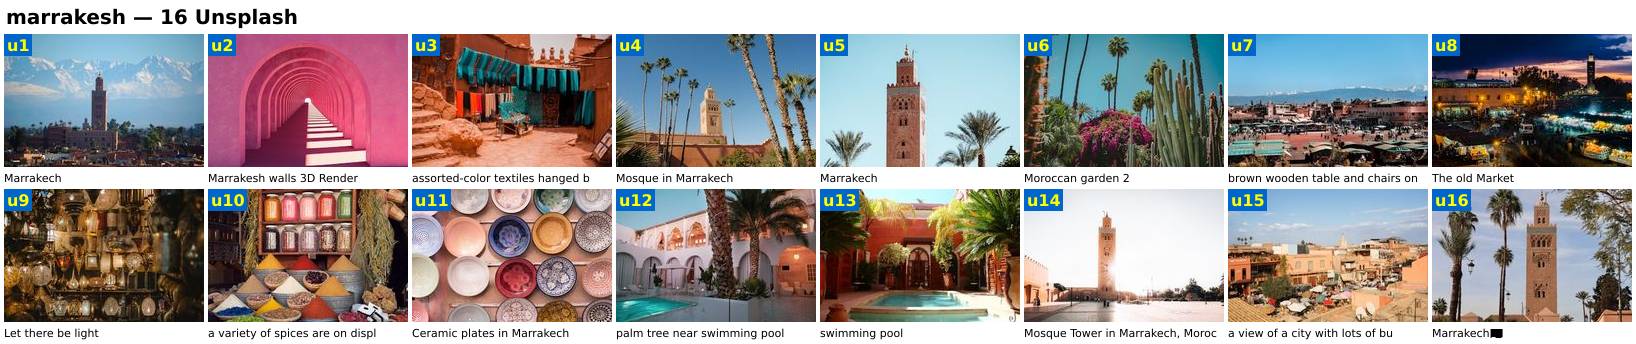 marrakesh — 16 Unsplash
u1
u2
u3
u4
u5
u6
u7
u8
Marrakech
Marrakesh walls 3D Render
assorted-color textiles hanged b
Mosque in Marrakech
Marrakech
Moroccan garden 2
brown wooden table and chairs on
The old Market
u9
u10
u11
u12
u13
u14
u15
u16
Let there be light
a variety of spices are on displ
Ceramic plates in Marrakech
palm tree near swimming pool
swimming pool
Mosque Tower in Marrakech, Moroc
a view of a city with lots of bu
Marrakech